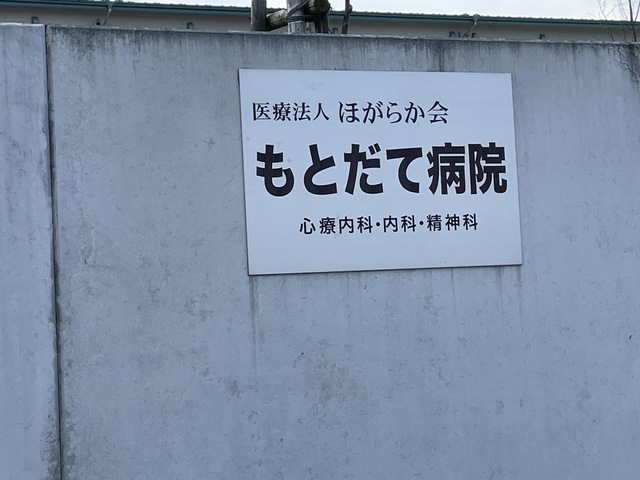 医療法人 ほがらか会
もとだて病院
心療内科・内科・精神科